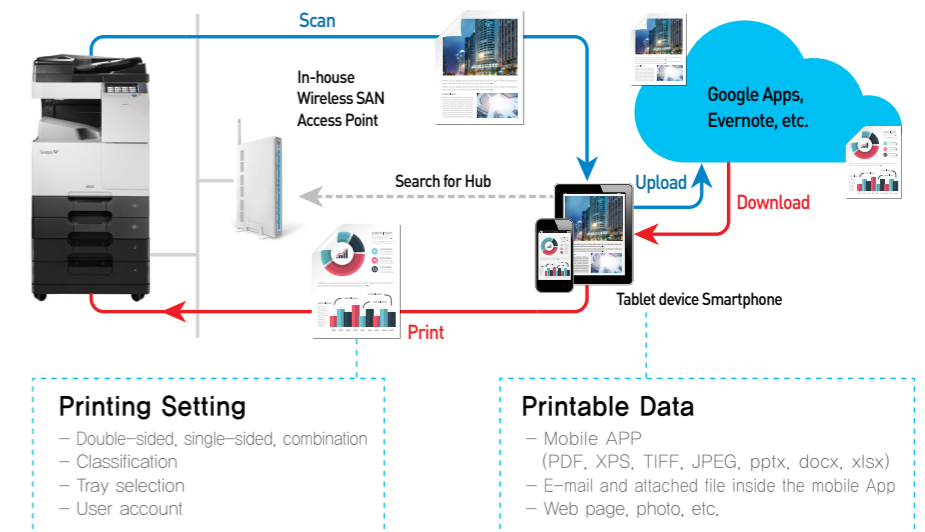 Scan
In-house
Wireless SAN
Access Point
Google Apps,
Evernote, etc.
Search for Hub
Upload
Download
Tablet device Smartphone
Print
Printing Setting
– Double-sided, single-sided, combination
– Classification
– Tray selection
– User account
Printable Data
– Mobile APP
(PDF, XPS, TIFF, JPEG, pptx, docx, xlsx)
– E-mail and attached file inside the mobile App
– Web page, photo, etc.